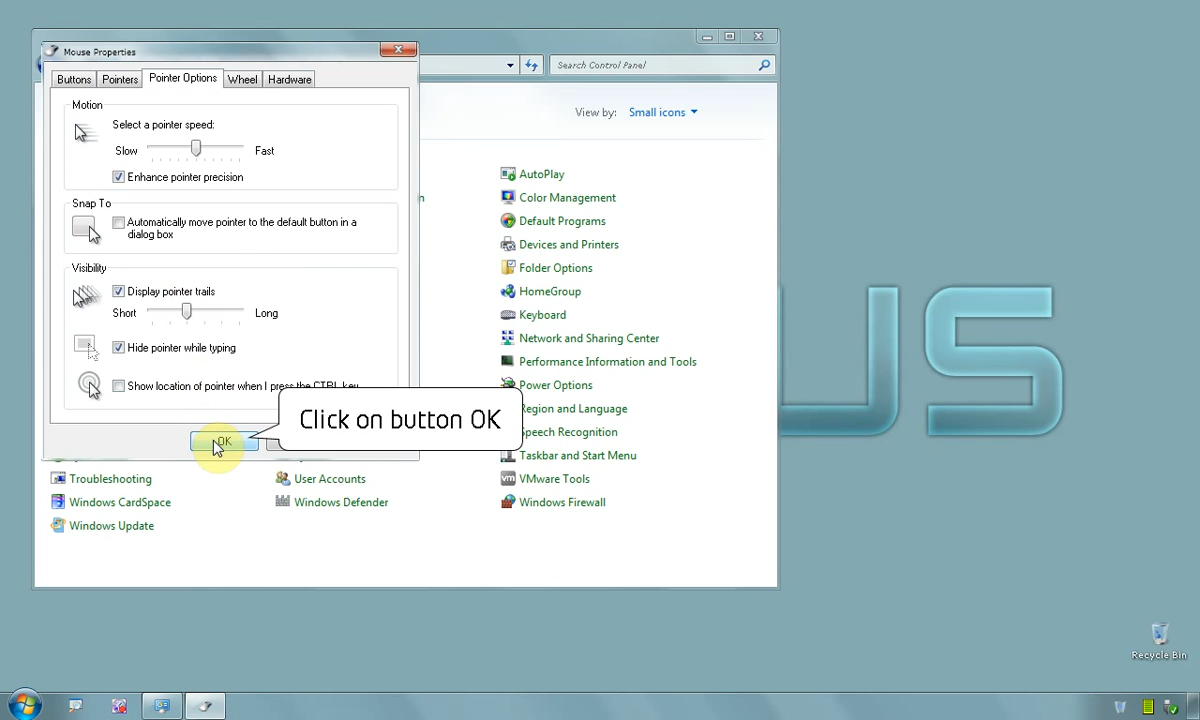 Mouse Properties
Buttons
Pointers
Pointer Options
Wheel
Hardware
Motion
Select a pointer speed:
Slow
Fast
Enhance pointer precision
Snap To
Automatically move pointer to the default button in a
dialog box
Visibility
Display pointer trails
Short
Long
Hide pointer while typing
Show location of pointer when I press the CTRL key
OK
Click on button OK
Search Control Panel
View by:
Small icons
AutoPlay
Color Management
Default Programs
Devices and Printers
Folder Options
HomeGroup
Keyboard
Network and Sharing Center
Performance Information and Tools
Power Options
Region and Language
Speech Recognition
Taskbar and Start Menu
VMware Tools
Windows Firewall
Troubleshooting
Windows CardSpace
Windows Update
User Accounts
Windows Defender
US
Recycle Bin